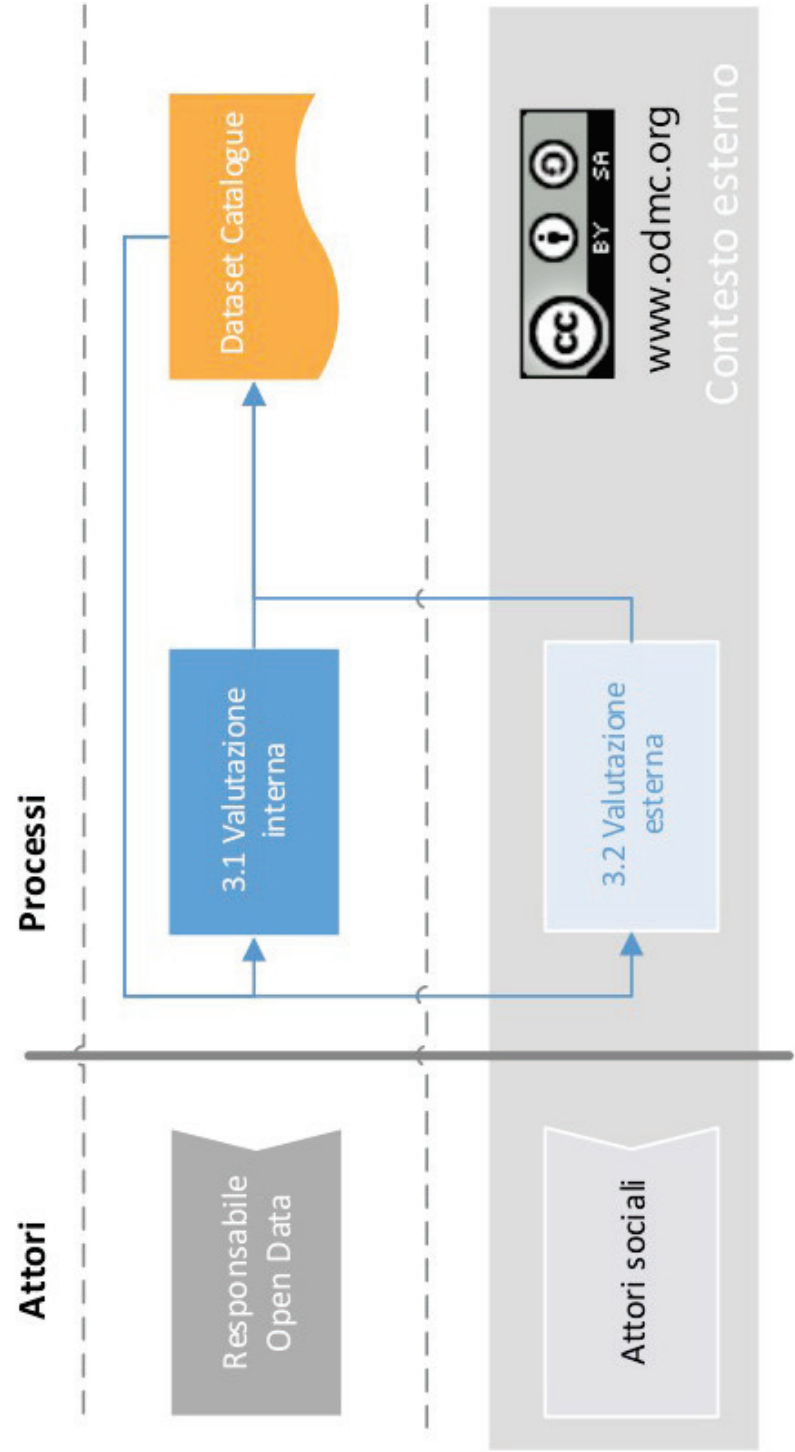 Attori
Processi
Responsabile
Open Data
3.1 Valutazione
interna
Dataset Catalogue
Attori sociali
3.2 Valutazione
esterna
cc
BY SA
www.odmc.org
Contesto esterno